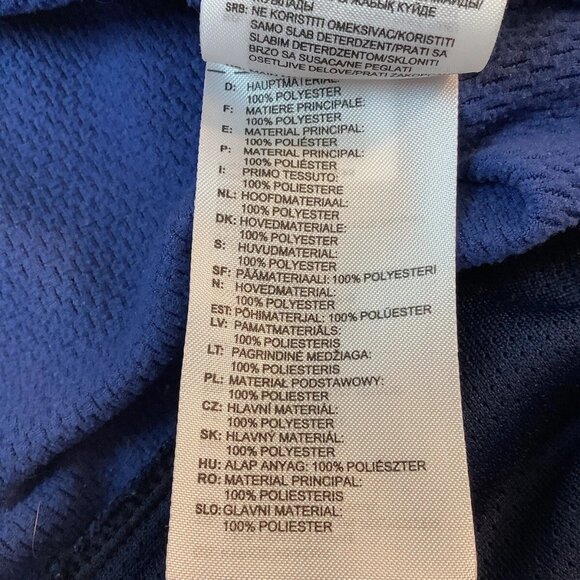 SRB: NE KORISTITI OMEKSIVAC/KORISTITI
SAMO SLAB DETERDZENT/PRATI SA
SLABIM DETERDZENTOM/SKLONITI
BRZO SA SUSACA/NE PEGLATI
OSETLJIVE DELOVE/PRATI
D: HAUPTMATERIAL:
100% POLYESTER
F: MATIERE PRINCIPALE:
100% POLYESTER
E: MATERIAL PRINCIPAL:
100% POLIÉSTER
P: MATERIAL PRINCIPAL:
100% POLIÉSTER
I: PRIMO TESSUTO:
100% POLIESTERE
NL: HOOFDMATERIAAL:
100% POLYESTER
DK: HOVEDMATERIALE:
100% POLYESTER
S: HUVUDMATERIAL:
100% POLYESTER
SF: PÄÄMATERIAALI: 100% POLYESTERI
N: HOVEDMATERIAL:
100% POLYESTER
EST: PÕHIMATERJAL: 100% POLÜESTER
LV: PAMATMATERIĀLS:
100% POLIESTERIS
LT: PAGRINDINĖ MEDŽIAGA:
100% POLIESTERIS
PL: MATERIAŁ PODSTAWOWY:
100% POLIESTER
CZ: HLAVNÍ MATERIÁL:
100% POLYESTER
SK: HLAVNÝ MATERIÁL:
100% POLYESTER
HU: ALAP ANYAG: 100% POLIÉSZTER
RO: MATERIAL PRINCIPAL:
100% POLIESTERIS
SLO: GLAVNI MATERIAL:
100% POLIESTER